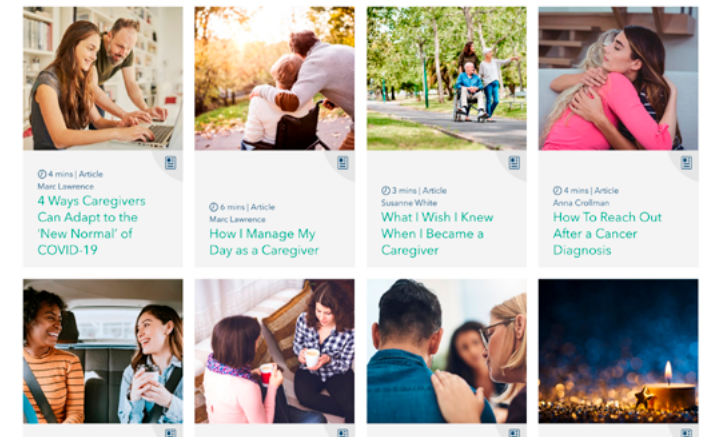 4 mins | Article
Marc Lawrence
4 Ways Caregivers
Can Adapt to the
'New Normal' of
COVID-19
6 mins | Article
Marc Lawrence
How I Manage My
Day as a Caregiver
3 mins | Article
Susanne White
What I Wish I Knew
When I Became a
Caregiver
4 mins | Article
Anna Crollman
How To Reach Out
After a Cancer
Diagnosis